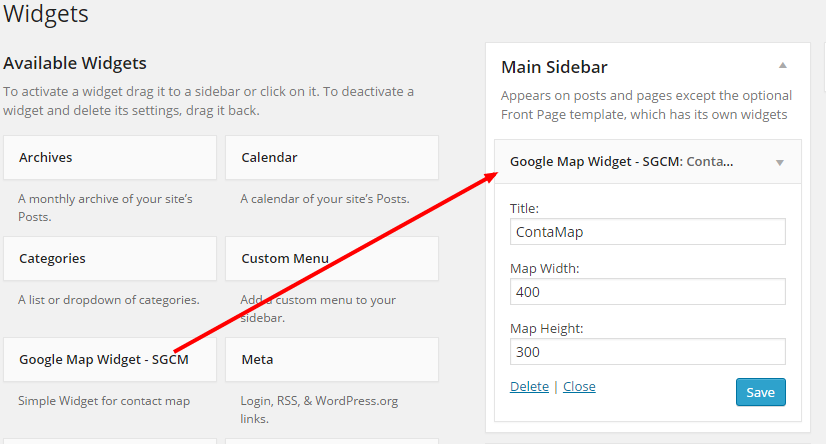 Widgets
Available Widgets
To activate a widget drag it to a sidebar or click on it. To deactivate a
widget and delete its settings, drag it back.
Archives
Calendar
A monthly archive of your site's
Posts.
A calendar of your site's Posts.
Categories
Custom Menu
A list or dropdown of categories.
Add a custom menu to your
sidebar.
Google Map Widget - SGCM
Meta
Simple Widget for contact map
Login, RSS, & WordPress.org
links.
Main Sidebar
Appears on posts and pages except the optional
Front Page template, which has its own widgets
Google Map Widget - SGCM: Conta...
Title:
ContaMap
Map Width:
400
Map Height:
300
Delete | Close
Save